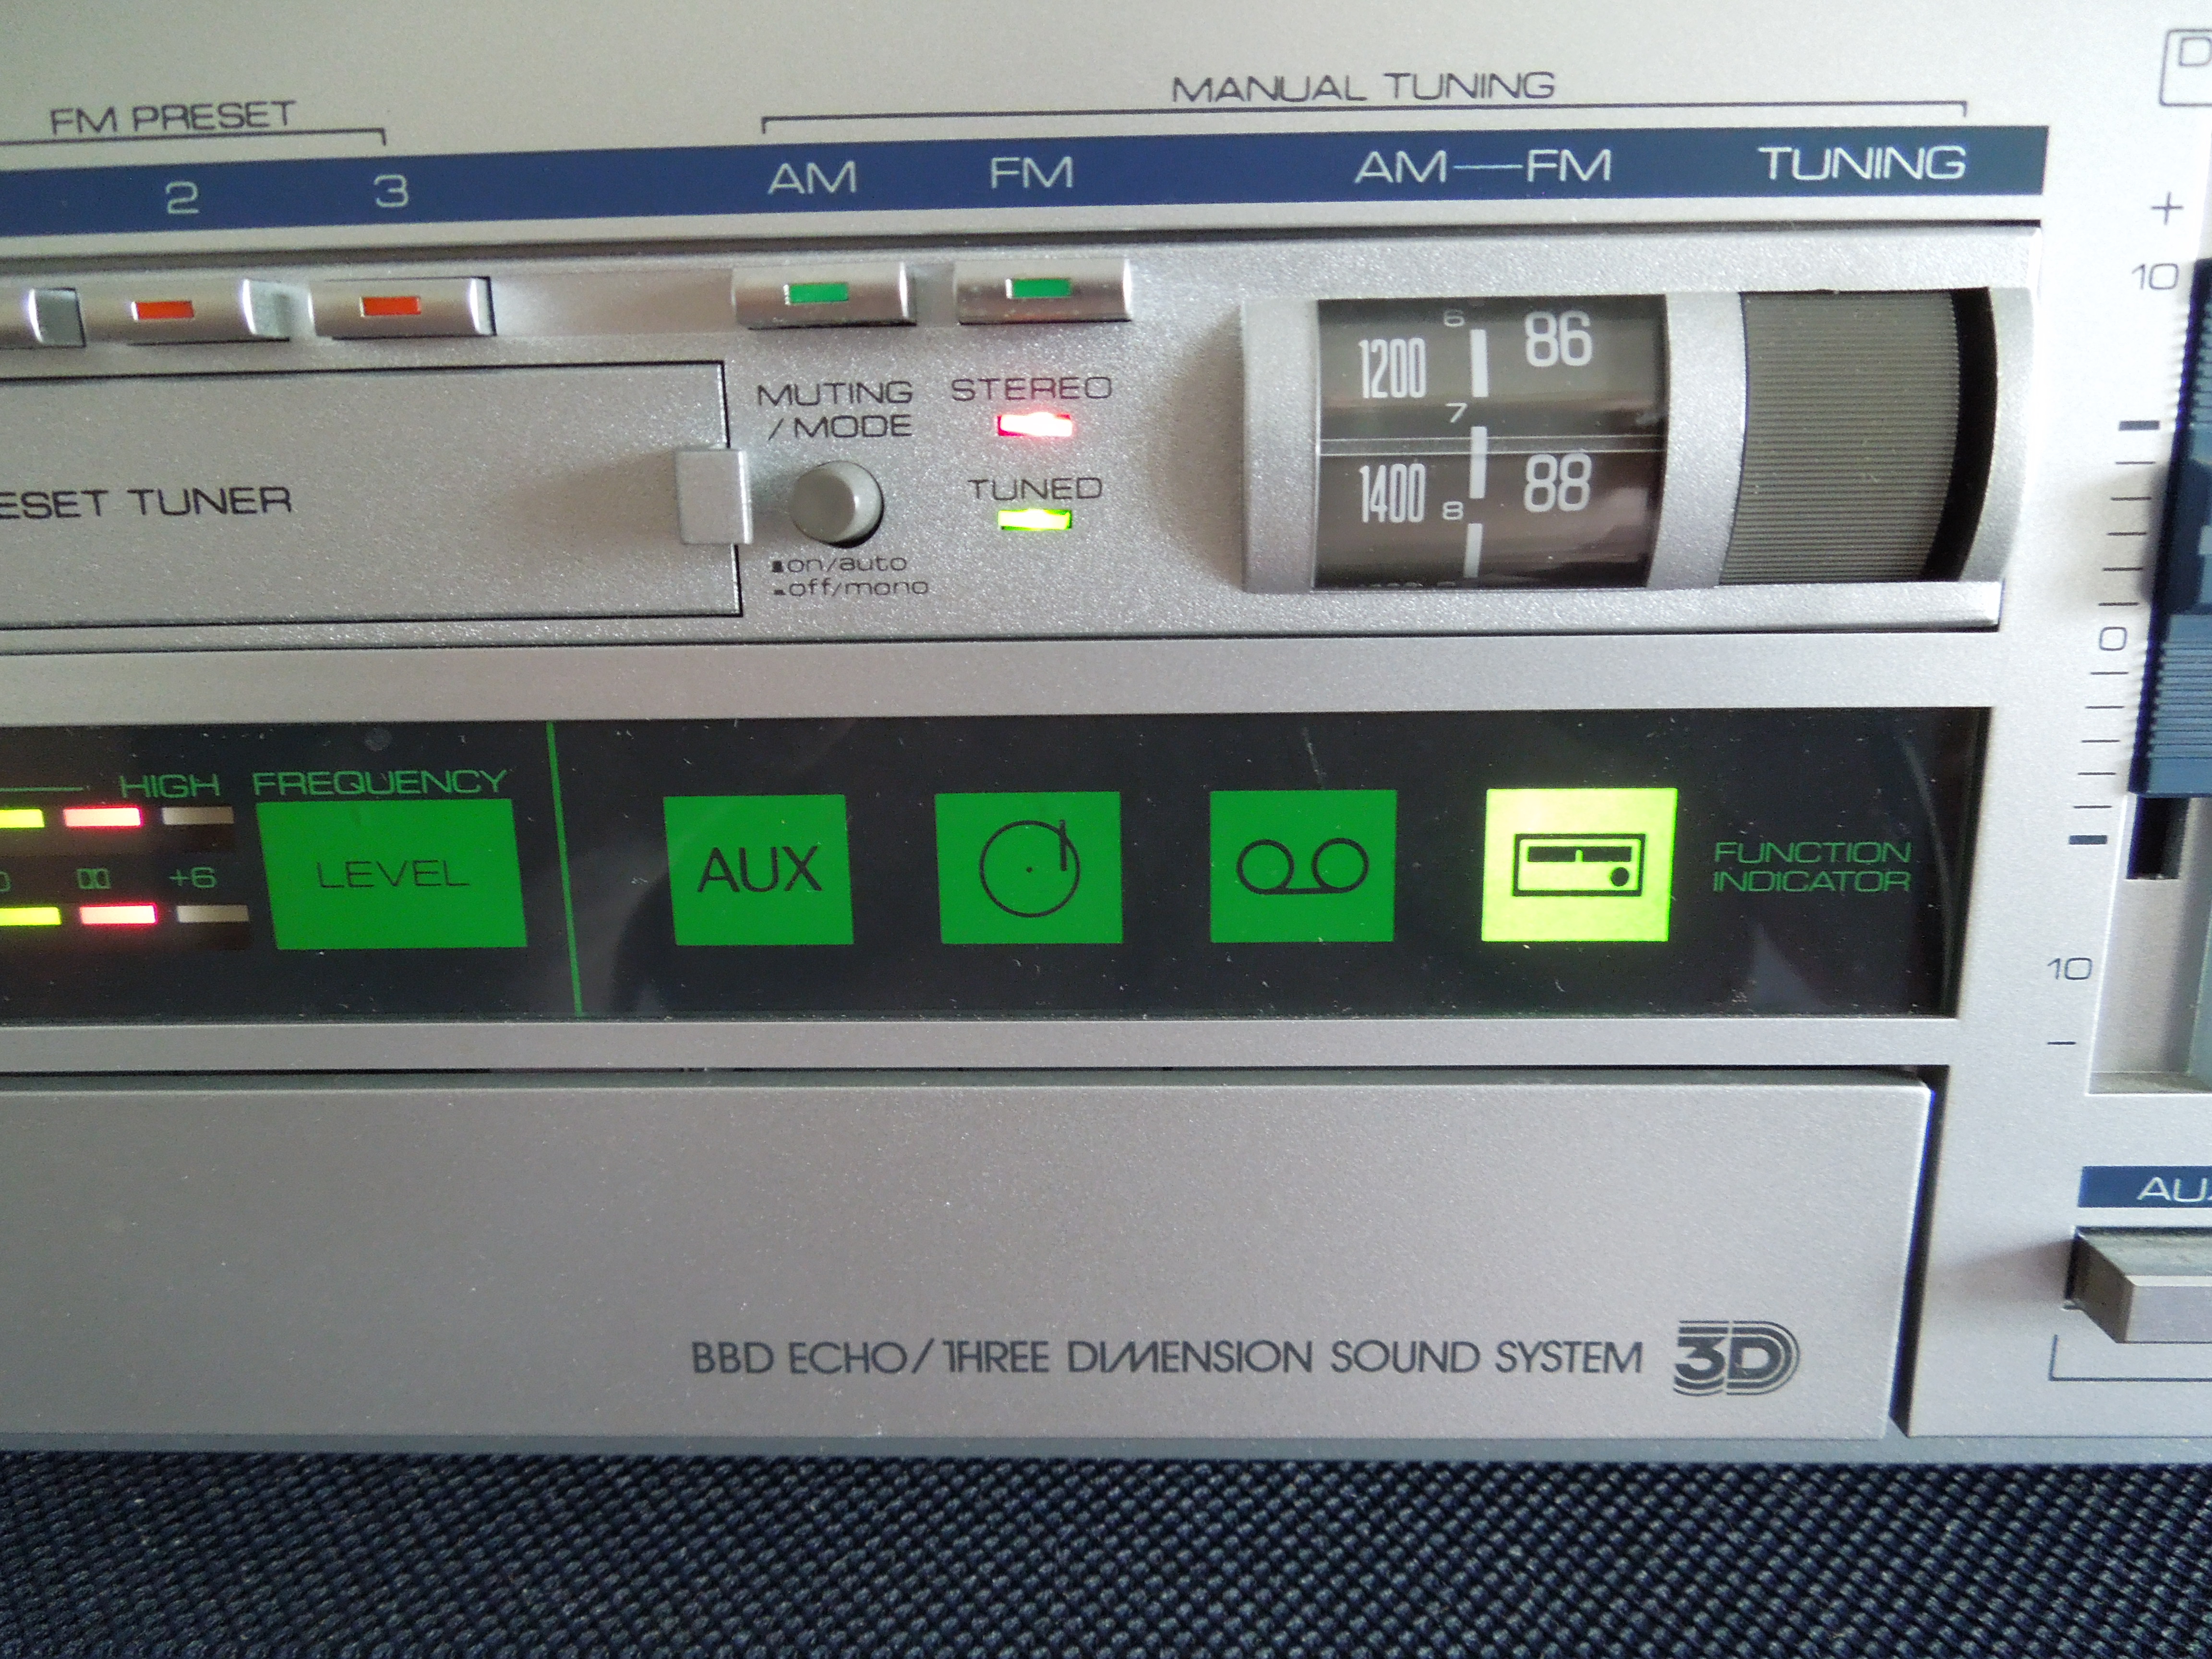 FM PRESET
MANUAL TUNING
2
3
AM
FM
AM—FM
TUNING
+
10
1200
6
86
7
1400
8
88
MUTING
/MODE
STEREO
TUNED
ESET TUNER
■on/auto
▬off/mono
0
HIGH FREQUENCY
+6
LEVEL
AUX
FUNCTION
INDICATOR
10
−
AU
BBD ECHO/THREE DIMENSION SOUND SYSTEM 3D